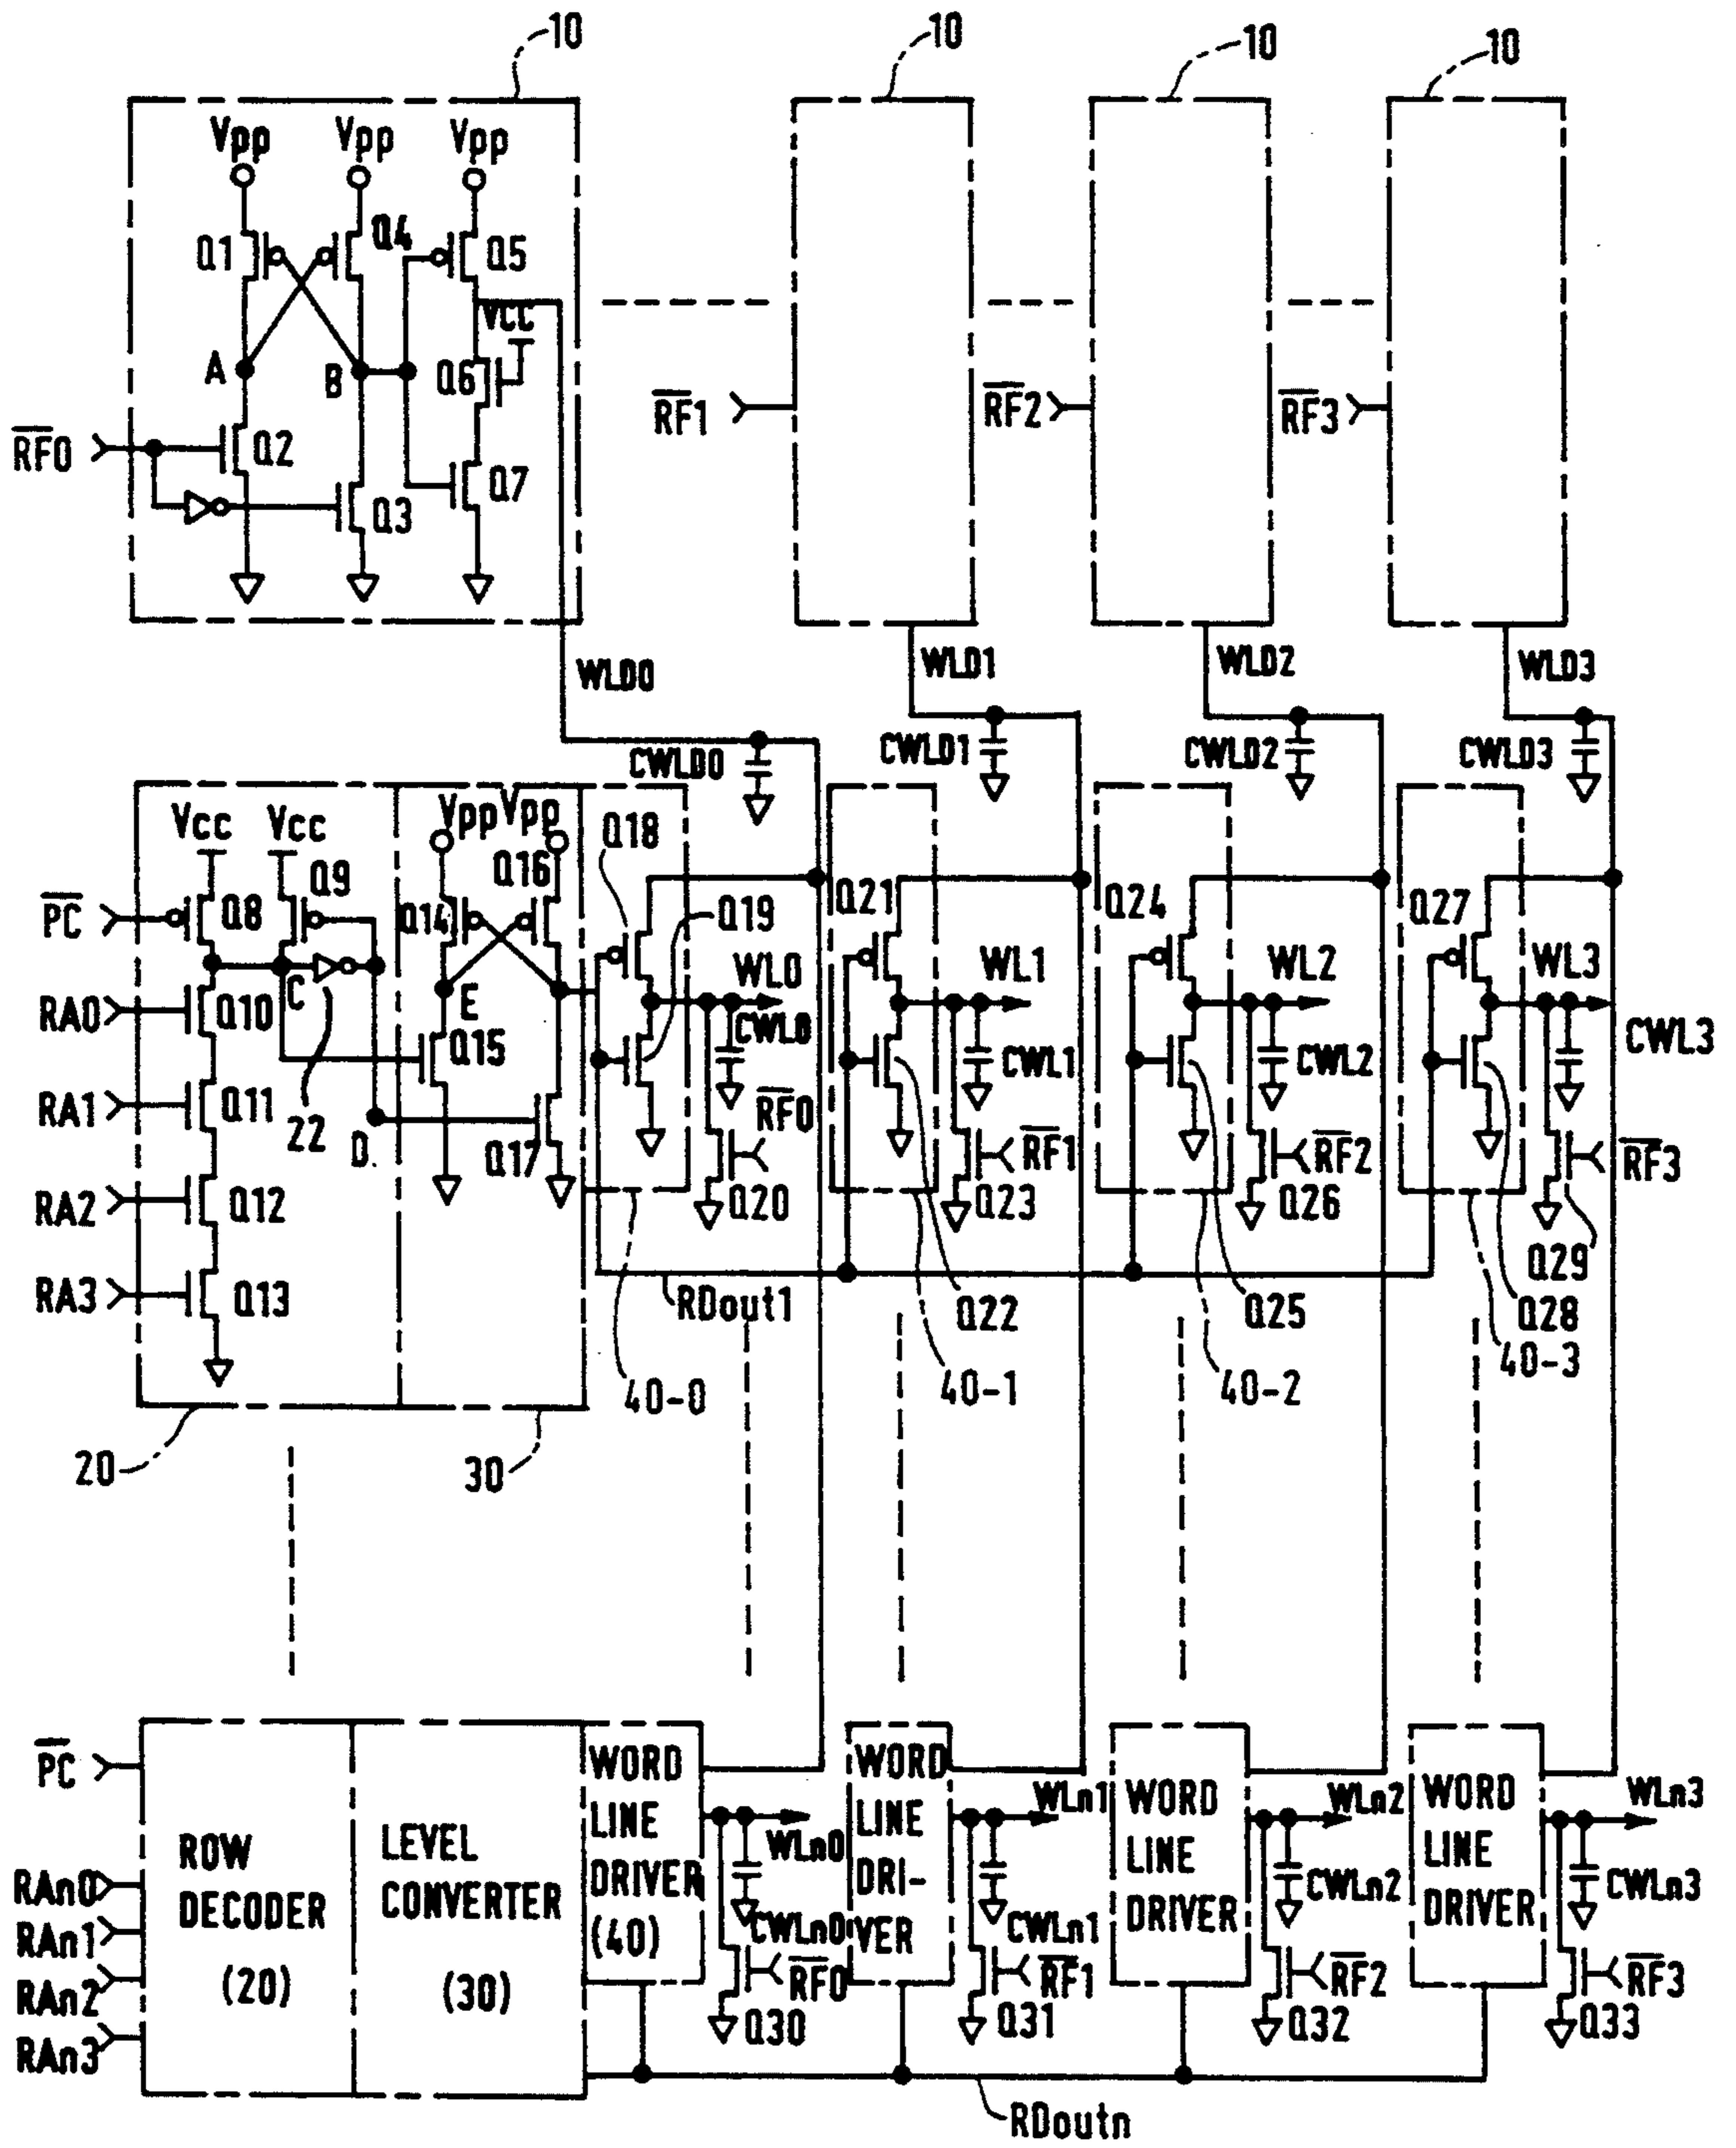 10
10
10
10
Vpp
Vpp
Vpp
Q1
Q4
Q5
VCC
A
B
Q6
RF0
Q2
Q3
Q7
RF1
RF2
RF3
WLD0
WLD1
WLD2
WLD3
CWLD0
CWLD1
CWLD2
CWLD3
Vcc
Vcc
Vpp
Vpp
Q18
PC
Q8
Q9
Q14
Q16
Q19
Q21
Q24
Q27
C
E
WL0
WL1
WL2
WL3
RA0
Q10
Q15
CWL0
CWL1
CWL2
CWL3
RA1
Q11
22
D
Q17
RF0
RF1
RF2
RF3
RA2
Q12
Q20
Q23
Q26
Q29
RA3
Q13
RDout1
Q22
Q25
Q28
40-0
40-1
40-2
40-3
20
30
PC
ROW
DECODER
(20)
LEVEL
CONVERTER
(30)
WORD
LINE
DRIVER
(40)
WORD
LINE
DRI-
VER
WORD
LINE
DRIVER
WORD
LINE
DRIVER
WLn0
WLn1
WLn2
WLn3
RAn0
RAn1
RAn2
RAn3
CWLn0
CWLn1
CWLn2
CWLn3
RF0
RF1
RF2
RF3
Q30
Q31
Q32
Q33
RDoutn